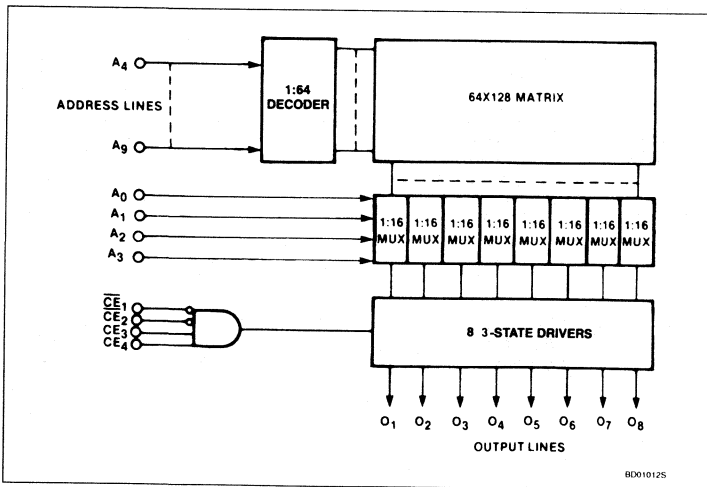 A4
1:64
DECODER
64X128 MATRIX
ADDRESS LINES
A9
A0
A1
A2
A3
1:16 MUX
1:16 MUX
1:16 MUX
1:16 MUX
1:16 MUX
1:16 MUX
1:16 MUX
1:16 MUX
C̅E̅1
C̅E̅2
CE3
CE4
8 3-STATE DRIVERS
O1 O2 O3 O4 O5 O6 O7 O8
OUTPUT LINES
BD01012S